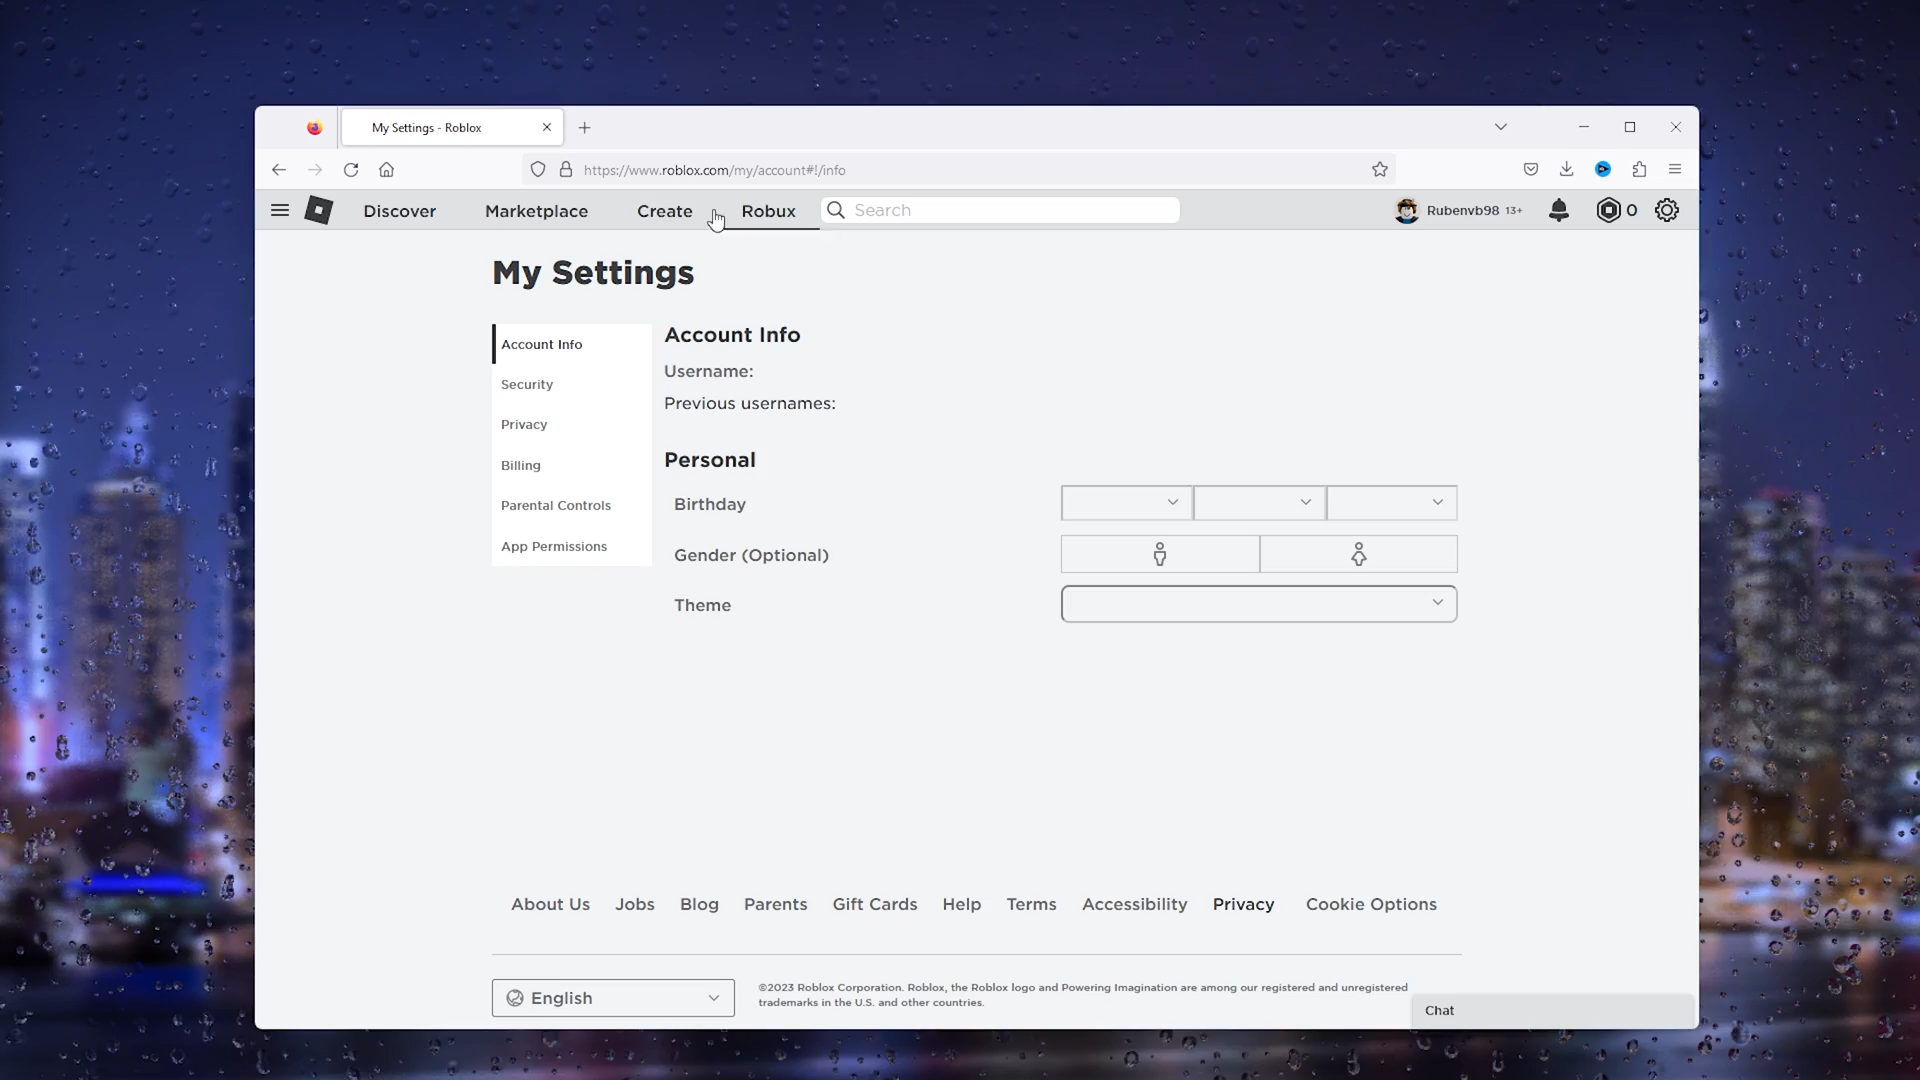 My Settings - Roblox
https://www.roblox.com/my/account#!/info
Discover Marketplace Create Robux Search Rubenvb98 13+ 0
My Settings
Account Info
Security
Privacy
Billing
Parental Controls
App Permissions
Account Info
Username:
Previous usernames:
Personal
Birthday
Gender (Optional)
Theme
About Us Jobs Blog Parents Gift Cards Help Terms Accessibility Privacy Cookie Options
English
©2023 Roblox Corporation. Roblox, the Roblox logo and Powering Imagination are among our registered and unregistered
trademarks in the U.S. and other countries.
Chat